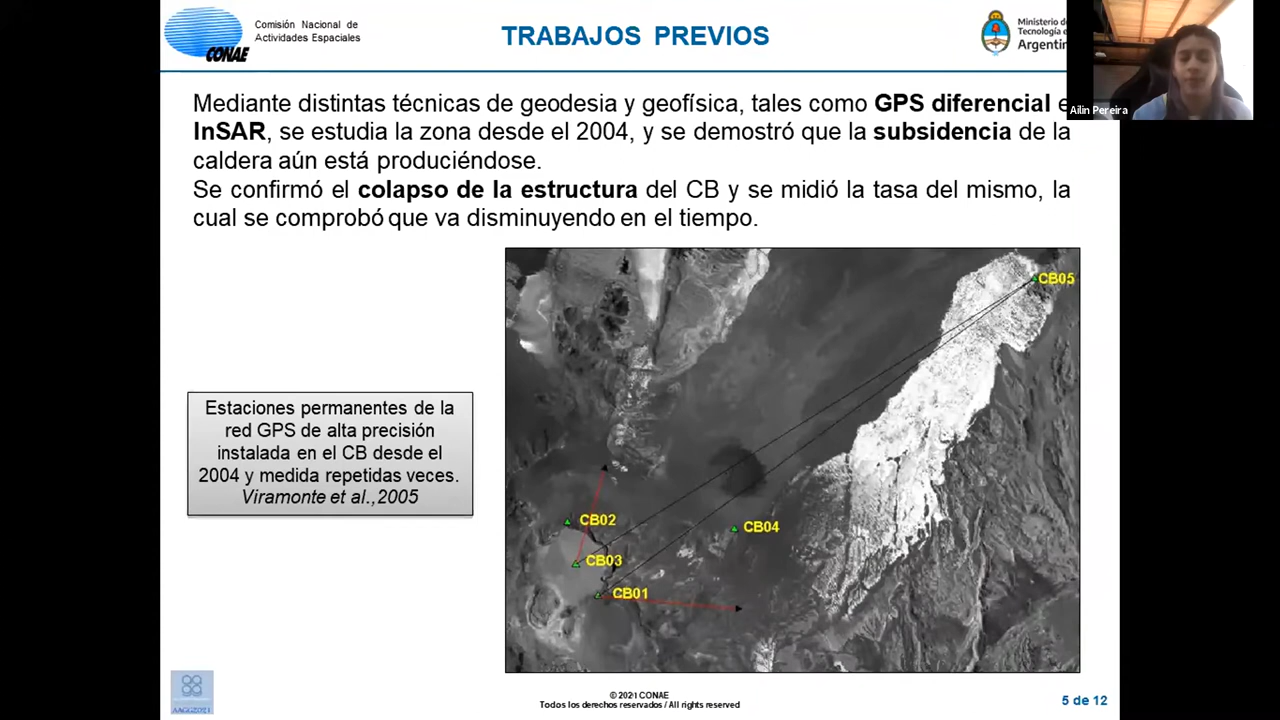 Comisión Nacional de
Actividades Espaciales
CONAE
TRABAJOS PREVIOS
Ministerio de
Tecnología e
Argentin
Ailin Pereira
Mediante distintas técnicas de geodesia y geofísica, tales como GPS diferencial e
InSAR, se estudia la zona desde el 2004, y se demostró que la subsidencia de la
caldera aún está produciéndose.
Se confirmó el colapso de la estructura del CB y se midió la tasa del mismo, la
cual se comprobó que va disminuyendo en el tiempo.
CB05
Estaciones permanentes de la
red GPS de alta precisión
instalada en el CB desde el
2004 y medida repetidas veces.
Viramonte et al.,2005
CB02
CB04
CB03
CB01
AAGG2021
© 2021 CONAE
Todos los derechos reservados / All rights reserved
5 de 12